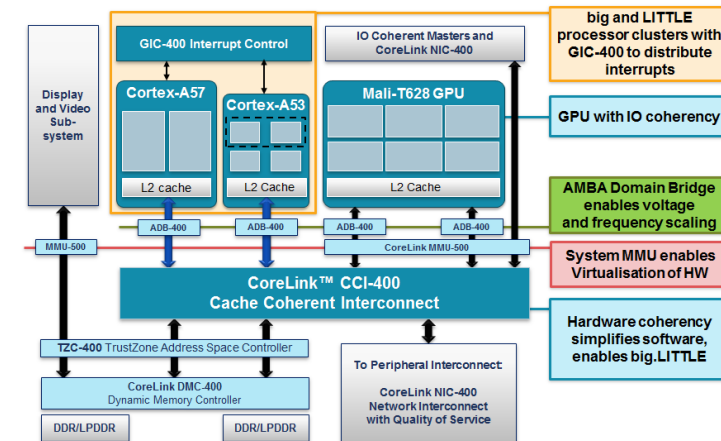 big and LITTLE
processor clusters with
GIC-400 to distribute
interrupts
GIC-400 Interrupt Control
IO Coherent Masters and
CoreLink NIC-400
Display
and Video
Sub-
system
Cortex-A57
Cortex-A53
Mali-T628 GPU
GPU with IO coherency
L2 cache
L2 Cache
L2 Cache
AMBA Domain Bridge
enables voltage
and frequency scaling
ADB-400
ADB-400
ADB-400
ADB-400
MMU-500
CoreLink MMU-500
System MMU enables
Virtualisation of HW
CoreLink™ CCI-400
Cache Coherent Interconnect
Hardware coherency
simplifies software,
enables big.LITTLE
TZC-400 TrustZone Address Space Controller
To Peripheral Interconnect:
CoreLink NIC-400
Network Interconnect
with Quality of Service
CoreLink DMC-400
Dynamic Memory Controller
DDR/LPDDR
DDR/LPDDR